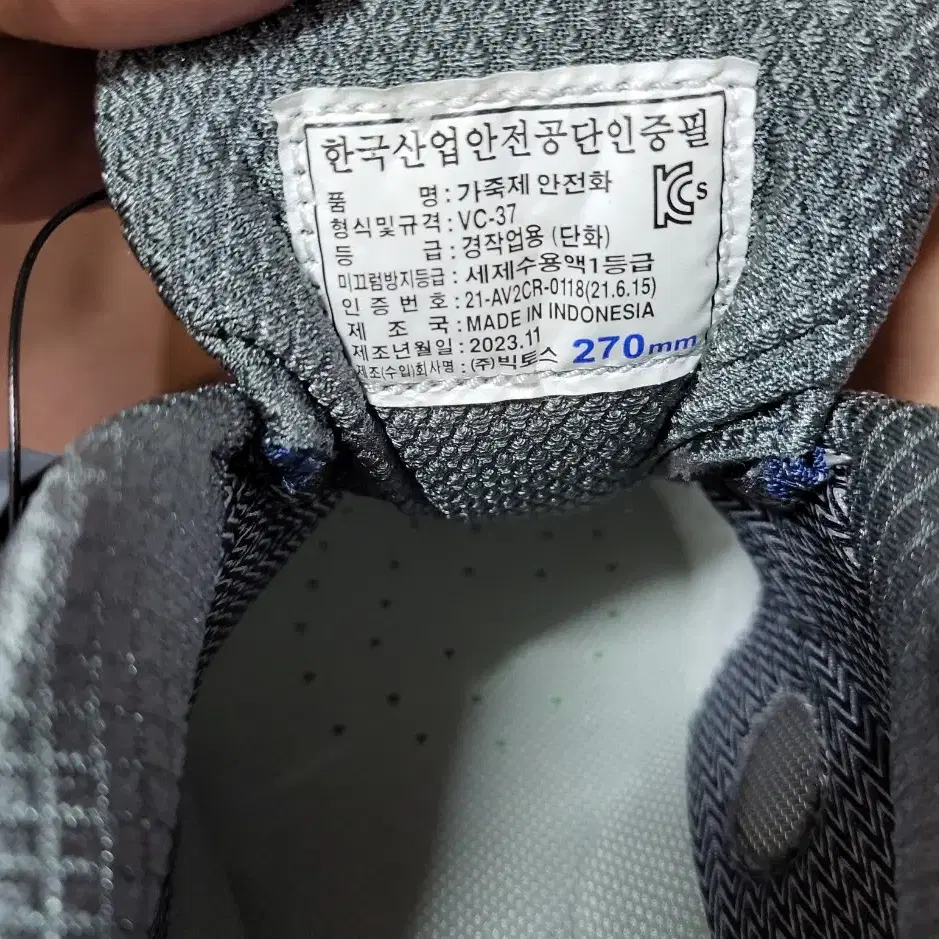 한국산업안전공단인증필
품 명 : 가죽제 안전화
형식및규격 : VC-37
등 급 : 경작업용 (단화)
미끄럼방지등급 : 세제수용액1등급
인 증 번 호 : 21-AV2CR-0118(21.6.15)
제 조 국 : MADE IN INDONESIA
제조년월일 : 2023.11
제조(수입)회사명 : (주)빅토스 270mm
KCs